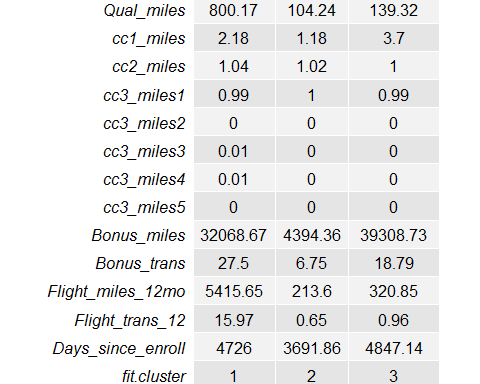 Qual_miles 800.17 104.24 139.32
cc1_miles 2.18 1.18 3.7
cc2_miles 1.04 1.02 1
cc3_miles1 0.99 1 0.99
cc3_miles2 0 0 0
cc3_miles3 0.01 0 0
cc3_miles4 0.01 0 0
cc3_miles5 0 0 0
Bonus_miles 32068.67 4394.36 39308.73
Bonus_trans 27.5 6.75 18.79
Flight_miles_12mo 5415.65 213.6 320.85
Flight_trans_12 15.97 0.65 0.96
Days_since_enroll 4726 3691.86 4847.14
fit.cluster 1 2 3